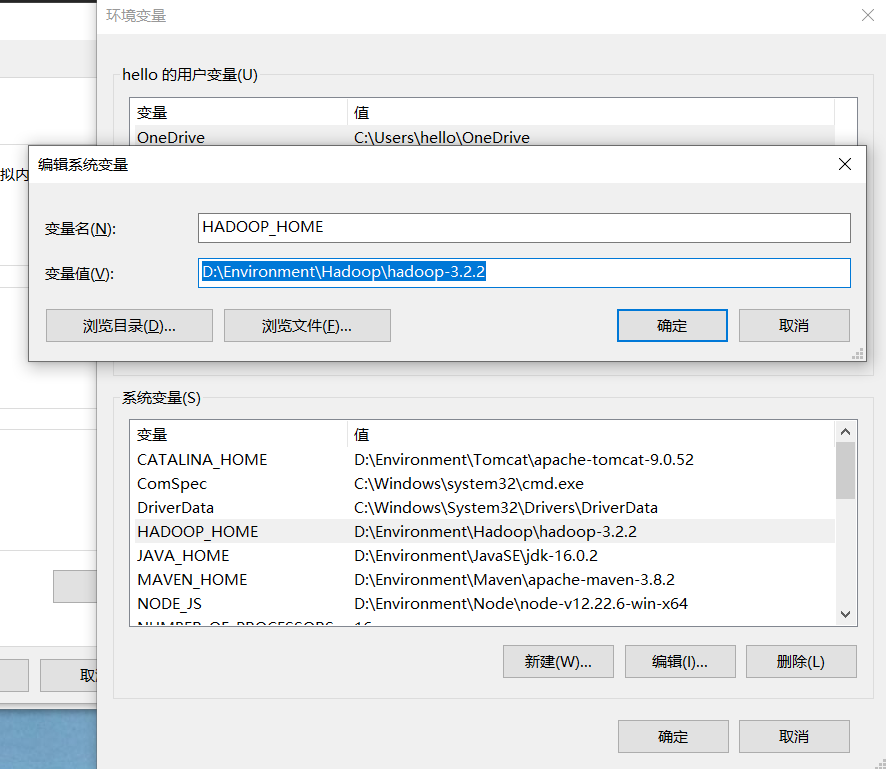 环境变量
hello 的用户变量(U)
变量 值
OneDrive C:\Users\hello\OneDrive
拟内
编辑系统变量
变量名(N): HADOOP_HOME
变量值(V): D:\Environment\Hadoop\hadoop-3.2.2
浏览目录(D)... 浏览文件(F)... 确定 取消
系统变量(S)
变量 值
CATALINA_HOME D:\Environment\Tomcat\apache-tomcat-9.0.52
ComSpec C:\Windows\system32\cmd.exe
DriverData C:\Windows\System32\Drivers\DriverData
HADOOP_HOME D:\Environment\Hadoop\hadoop-3.2.2
JAVA_HOME D:\Environment\JavaSE\jdk-16.0.2
MAVEN_HOME D:\Environment\Maven\apache-maven-3.8.2
NODE_JS D:\Environment\Node\node-v12.22.6-win-x64
NUMBER_OF_PROCESSORS 16
新建(W)... 编辑(I)... 删除(L)
取
确定 取消